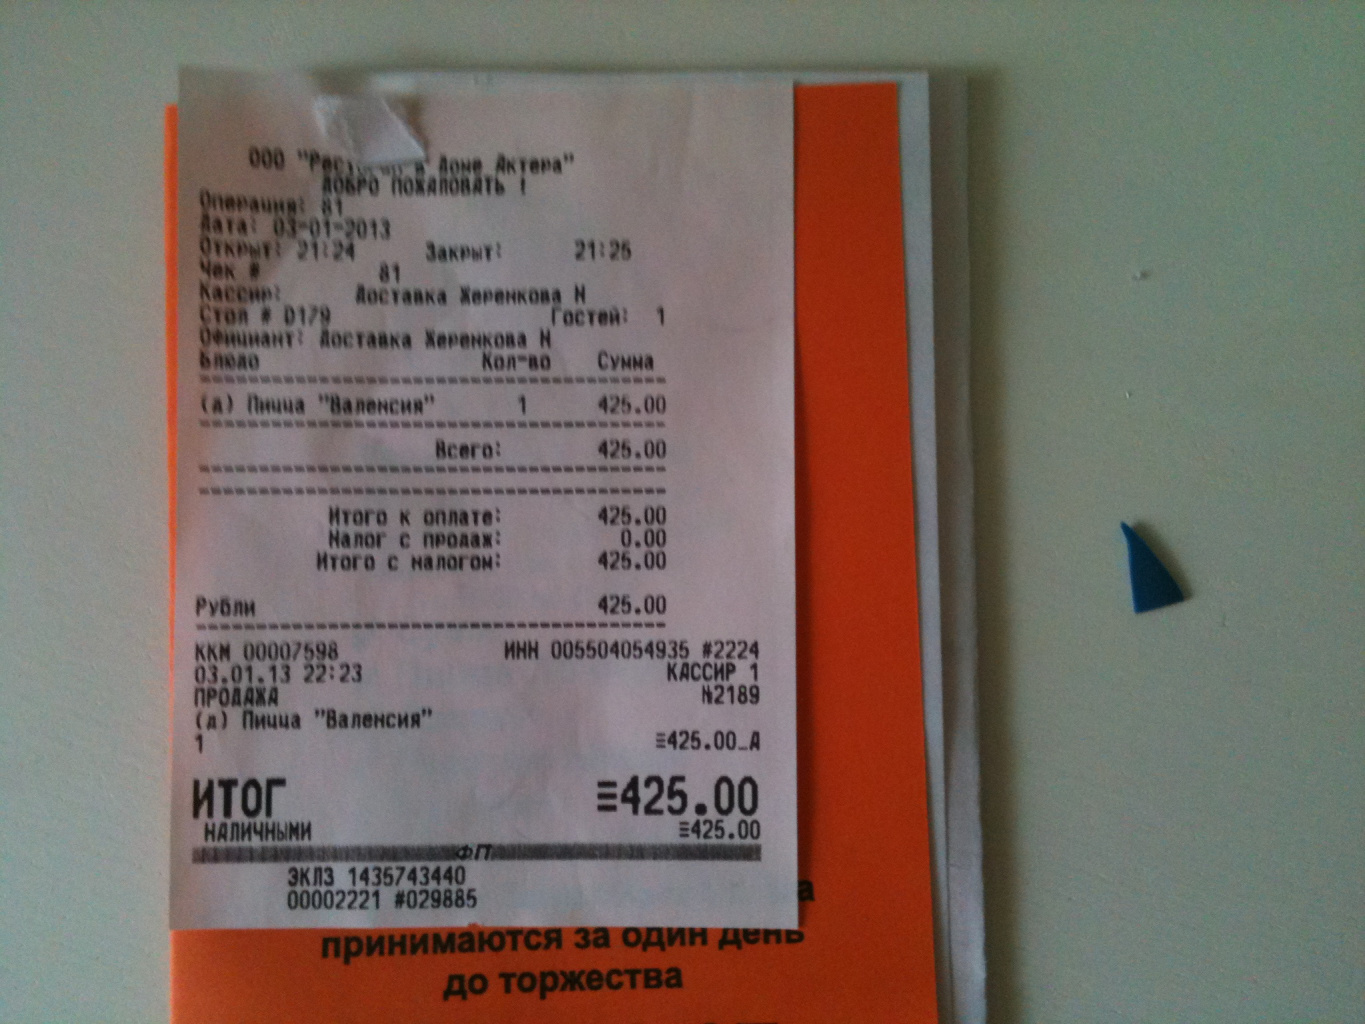 ООО "Ресторан в Доме Актера"
ДОБРО ПОЖАЛОВАТЬ !
Операция: 81
Дата: 03-01-2013
Открыт: 21:24 Закрыт: 21:25
Чек # 81
Кассир: Доставка Херенкова Н
Стол # D179 Гостей: 1
Официант: Доставка Херенкова Н
Блюдо Кол-во Сумма
(д) Пицца "Валенсия" 1 425.00
Всего: 425.00
Итого к оплате: 425.00
Налог с продаж: 0.00
Итого с налогом: 425.00
Рубли 425.00
ККМ 00007598 ИНН 005504054935 #2224
03.01.13 22:23 КАССИР 1
ПРОДАЖА №2189
(д) Пицца "Валенсия"
1 ≡425.00_А
ИТОГ ≡425.00
НАЛИЧНЫМИ ≡425.00
ФП
ЭКЛЗ 1435743440
00002221 #029885
принимаются за один день
до торжества